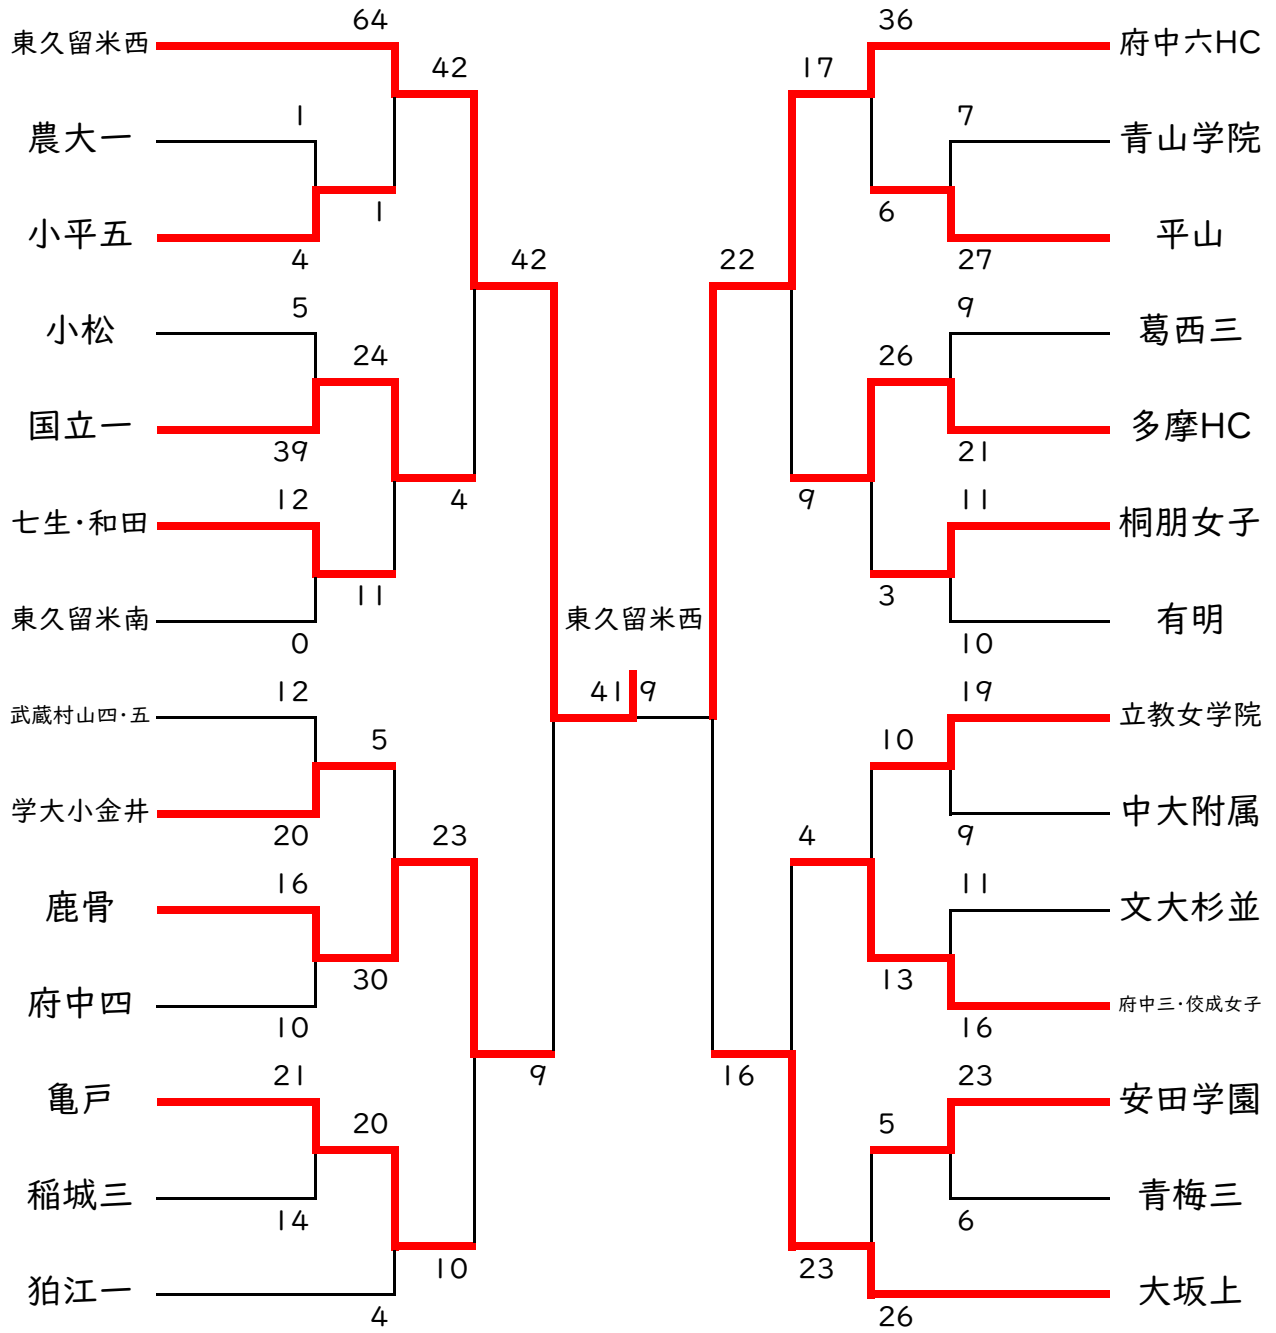 64 36
東久留米西 府中六HC
42 17
1 7
農大一 青山学院
1 6
小平五 平山
4 42 22 27
5 9
小松 葛西三
24 26
国立一 多摩HC
39 21
12 4 9 11
七生・和田 桐朋女子
11 3
東久留米南 東久留米西 有明
0 10
12 41 9 19
武蔵村山四・五 立教女学院
5 10
学大小金井 中大附属
20 23 4 9
16 11
鹿骨 文大杉並
30 13
府中四 府中三・佼成女子
10 16
21 9 16 23
亀戸 安田学園
20 5
稲城三 青梅三
14 6
10 23
狛江一 大坂上
4 26